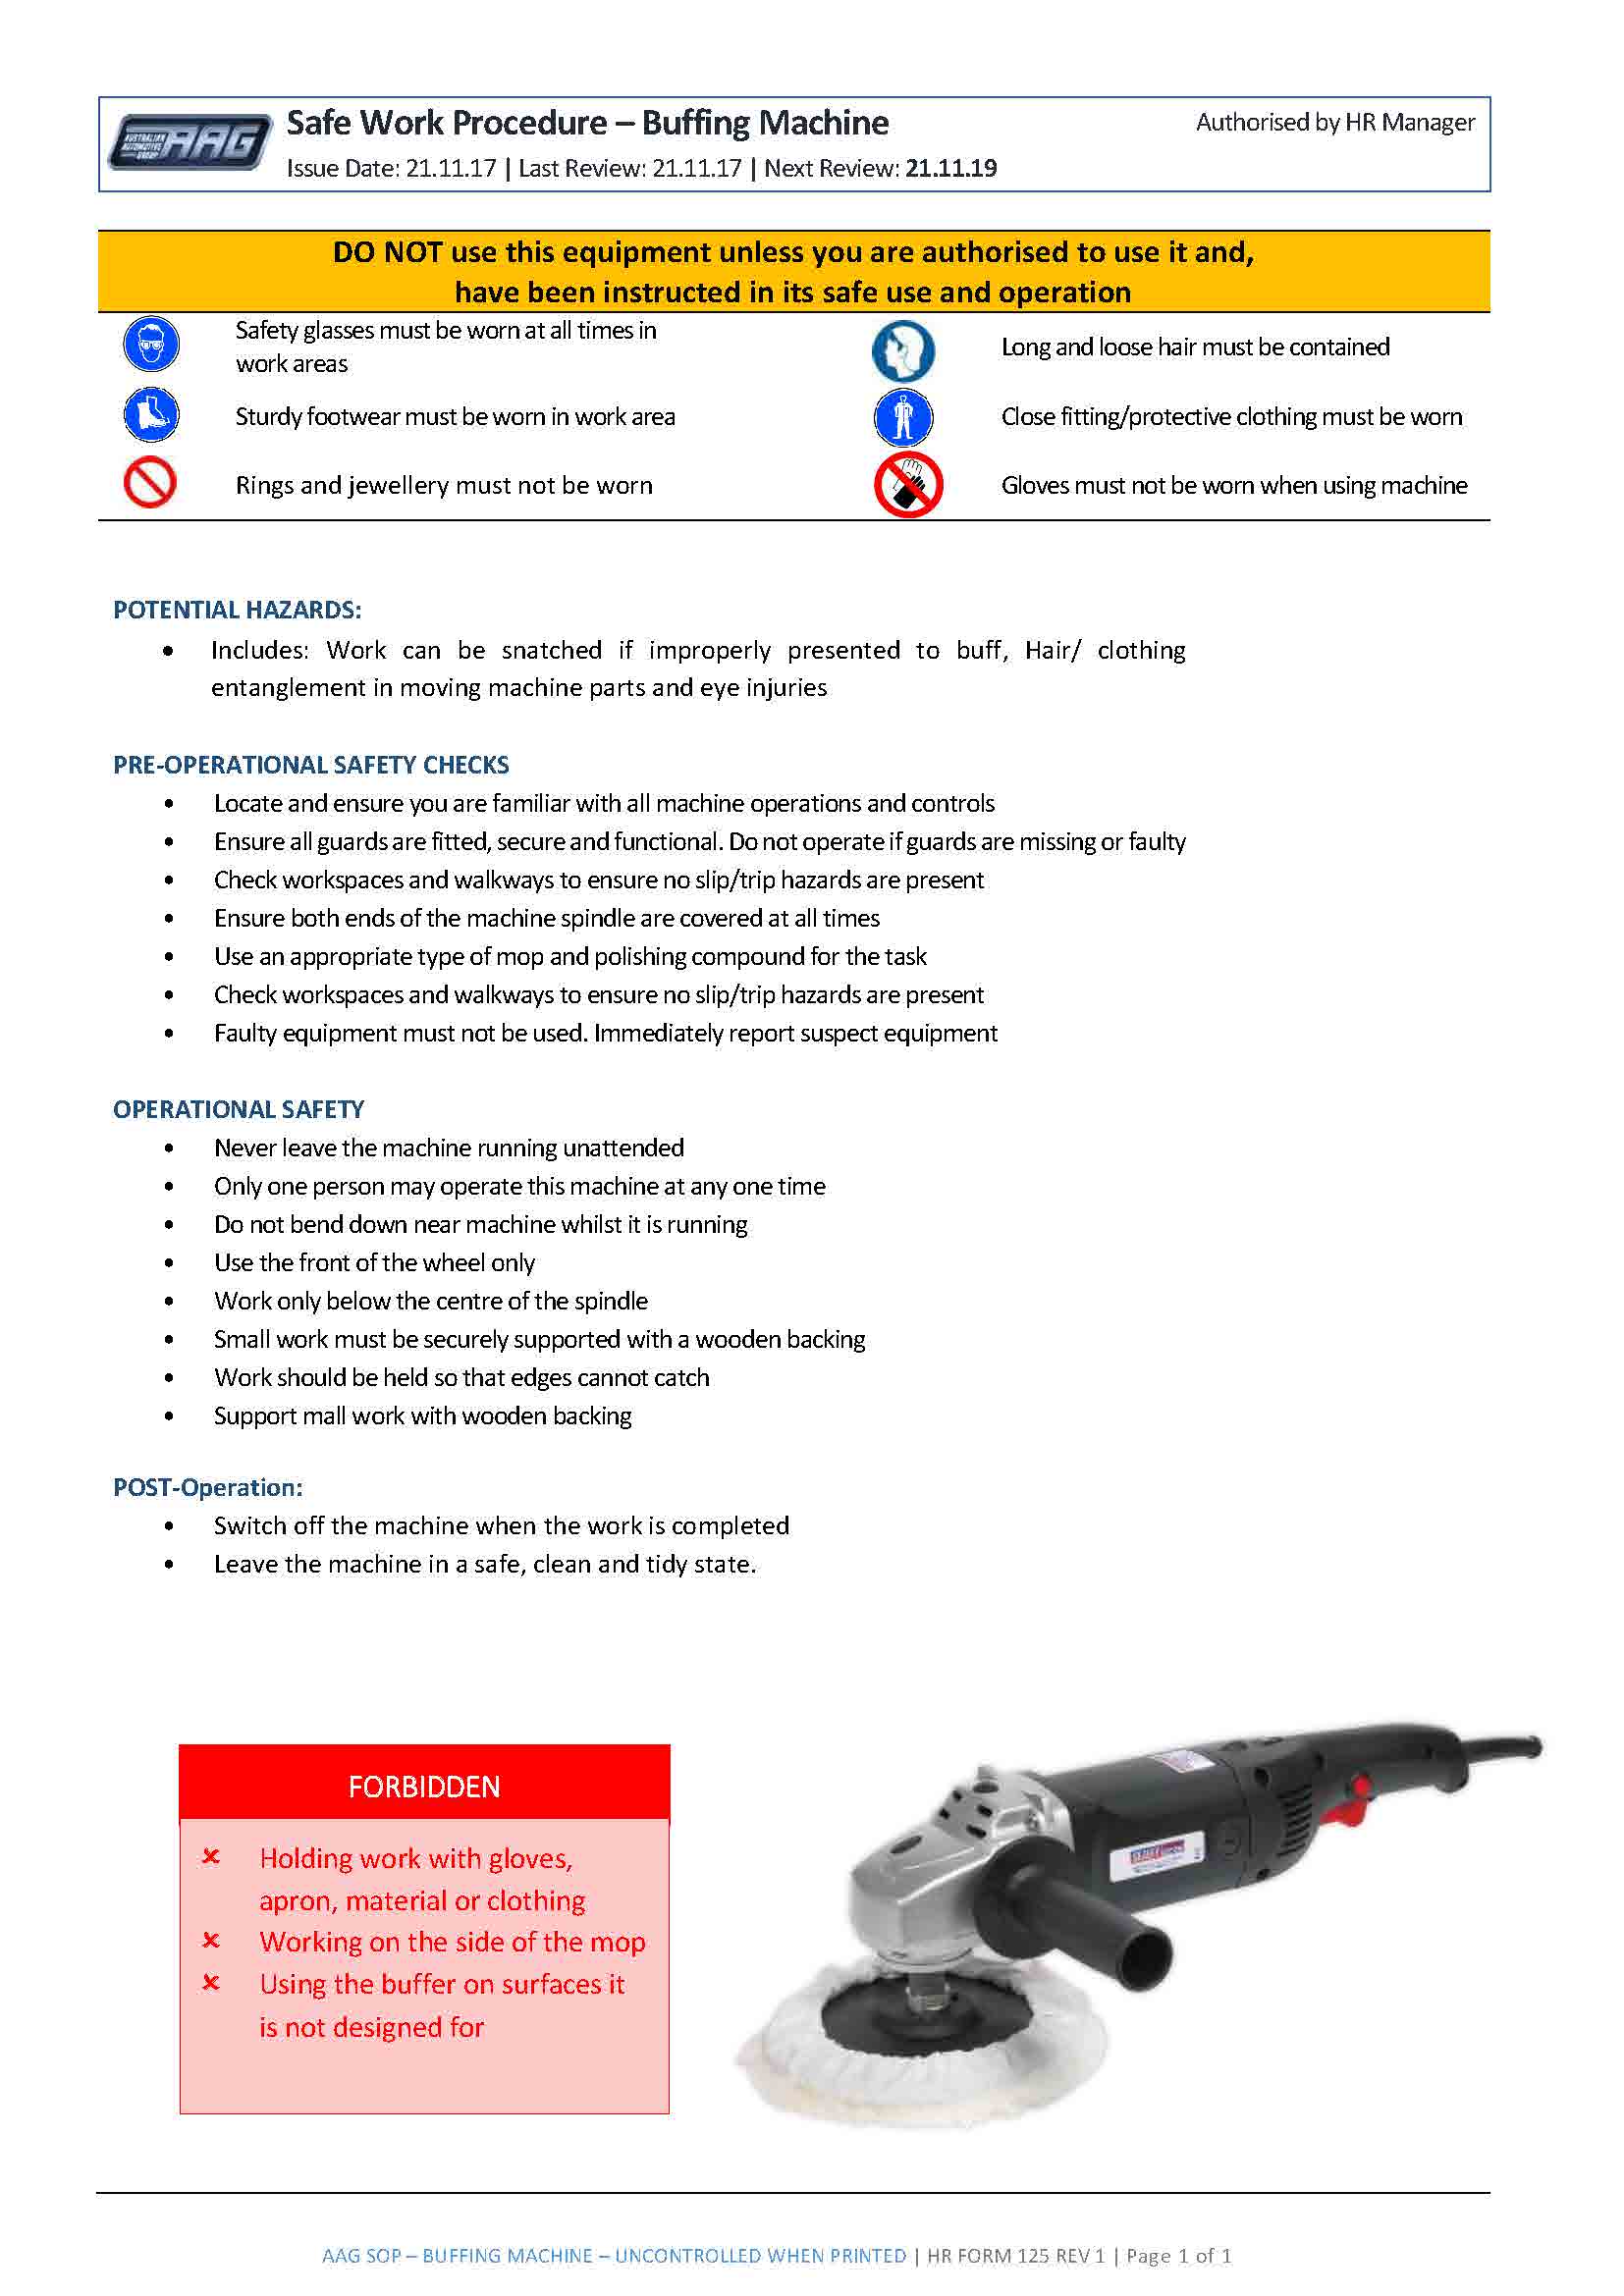 AUSTRALIAN
AUTOMOTIVE
GROUP
AAG
Safe Work Procedure – Buffing Machine
Authorised by HR Manager
Issue Date: 21.11.17 | Last Review: 21.11.17 | Next Review: 21.11.19
DO NOT use this equipment unless you are authorised to use it and,
have been instructed in its safe use and operation
Safety glasses must be worn at all times in
work areas
Long and loose hair must be contained
Sturdy footwear must be worn in work area
Close fitting/protective clothing must be worn
Rings and jewellery must not be worn
Gloves must not be worn when using machine
POTENTIAL HAZARDS:
• Includes: Work can be snatched if improperly presented to buff, Hair/ clothing
entanglement in moving machine parts and eye injuries
PRE-OPERATIONAL SAFETY CHECKS
• Locate and ensure you are familiar with all machine operations and controls
• Ensure all guards are fitted, secure and functional. Do not operate if guards are missing or faulty
• Check workspaces and walkways to ensure no slip/trip hazards are present
• Ensure both ends of the machine spindle are covered at all times
• Use an appropriate type of mop and polishing compound for the task
• Check workspaces and walkways to ensure no slip/trip hazards are present
• Faulty equipment must not be used. Immediately report suspect equipment
OPERATIONAL SAFETY
• Never leave the machine running unattended
• Only one person may operate this machine at any one time
• Do not bend down near machine whilst it is running
• Use the front of the wheel only
• Work only below the centre of the spindle
• Small work must be securely supported with a wooden backing
• Work should be held so that edges cannot catch
• Support mall work with wooden backing
POST-Operation:
• Switch off the machine when the work is completed
• Leave the machine in a safe, clean and tidy state.
FORBIDDEN
× Holding work with gloves,
apron, material or clothing
× Working on the side of the mop
× Using the buffer on surfaces it
is not designed for
AAG SOP – BUFFING MACHINE – UNCONTROLLED WHEN PRINTED | HR FORM 125 REV 1 | Page 1 of 1